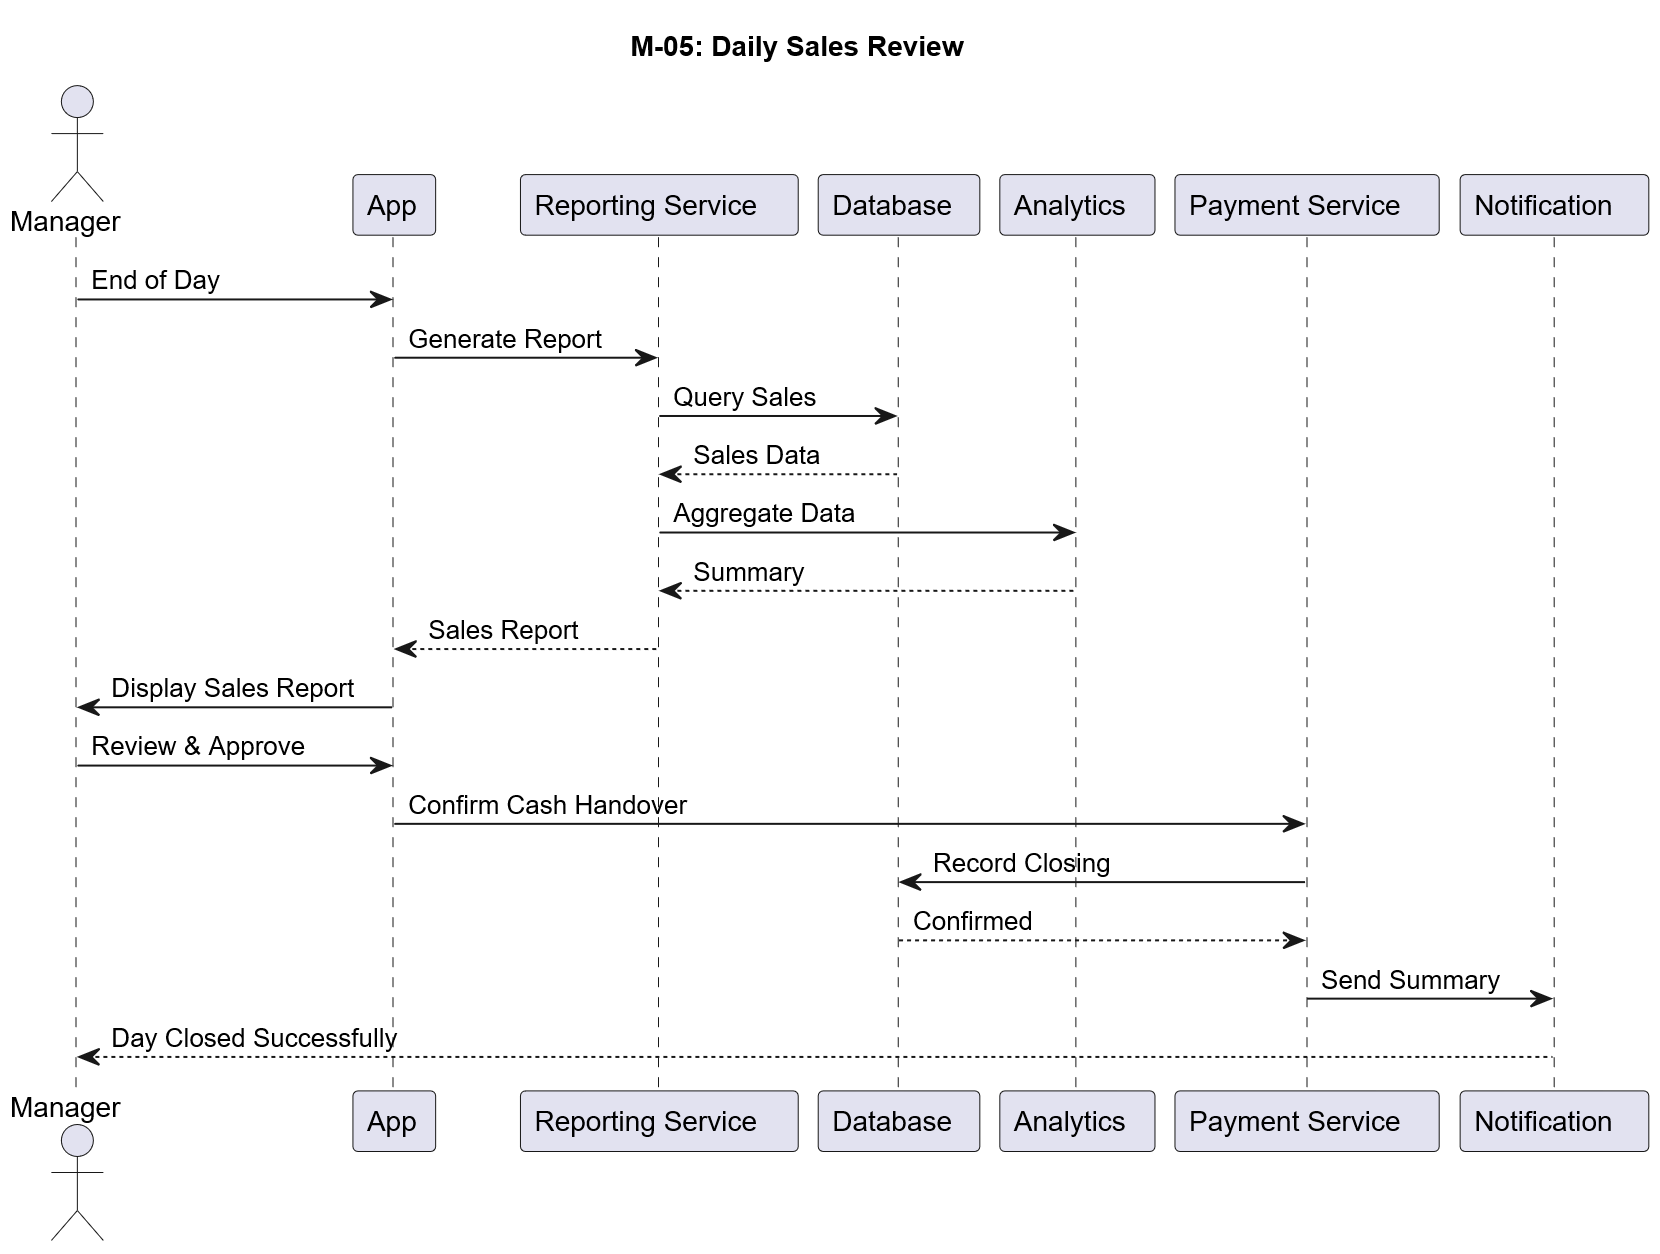 M-05: Daily Sales Review
Manager
App
Reporting Service
Database
Analytics
Payment Service
Notification
End of Day
Generate Report
Query Sales
Sales Data
Aggregate Data
Summary
Sales Report
Display Sales Report
Review & Approve
Confirm Cash Handover
Record Closing
Confirmed
Send Summary
Day Closed Successfully
Manager
App
Reporting Service
Database
Analytics
Payment Service
Notification